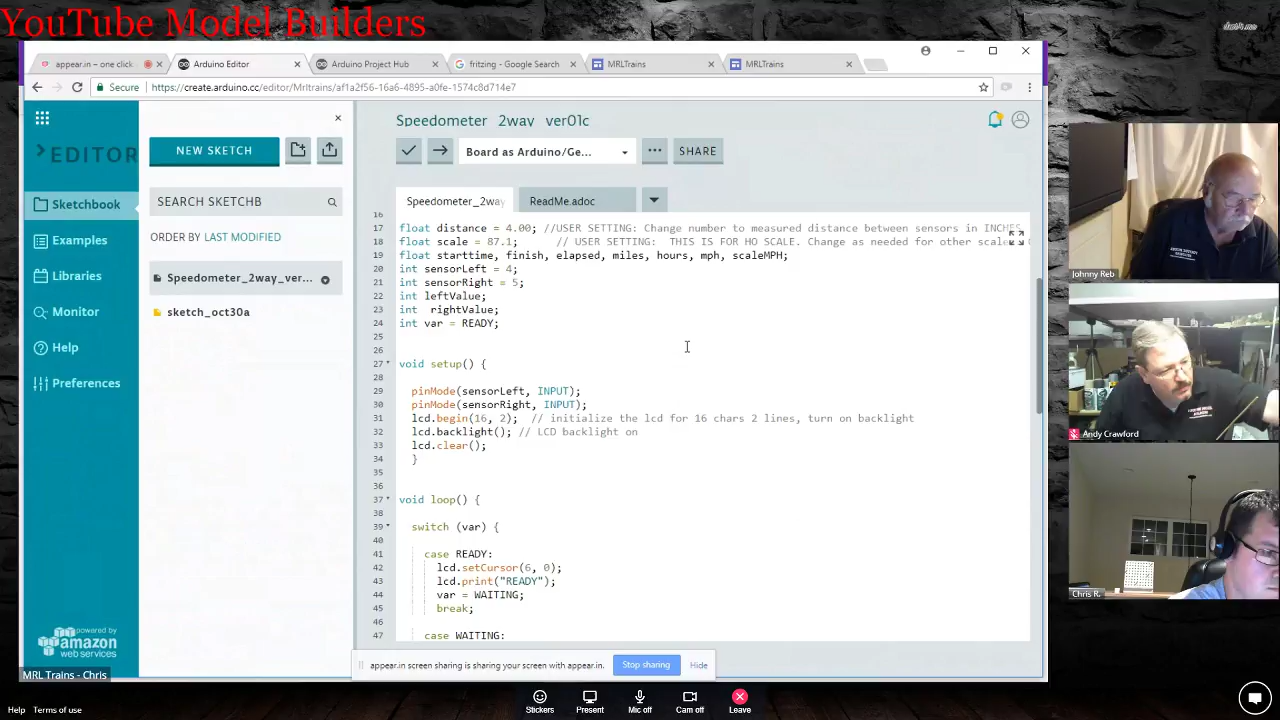 YouTube Model Builders
appear.in – one click
Arduino Editor
Arduino Project Hub
fritzing - Google Search
MRLTrains
MRLTrains
Secure
https://create.arduino.cc/editor/Mrltrains/af1a2f56-16a6-4895-a0fe-1574c8d714e7
EDITOR
Sketchbook
Examples
Libraries
Monitor
Help
Preferences
powered by
amazon
web services
NEW SKETCH
SEARCH SKETCHB
ORDER BY LAST MODIFIED
Speedometer_2way_ver...
sketch_oct30a
Speedometer_2way_ver01c
Board as Arduino/Ge...
SHARE
Speedometer_2way
ReadMe.adoc
16
17 float distance = 4.00; //USER SETTING: Change number to measured distance between sensors in INCHES
18 float scale = 87.1; // USER SETTING: THIS IS FOR HO SCALE. Change as needed for other scale
19 float starttime, finish, elapsed, miles, hours, mph, scaleMPH;
20 int sensorLeft = 4;
21 int sensorRight = 5;
22 int leftValue;
23 int rightValue;
24 int var = READY;
25
26
27 void setup() {
28
29 pinMode(sensorLeft, INPUT);
30 pinMode(sensorRight, INPUT);
31 lcd.begin(16, 2); // initialize the lcd for 16 chars 2 lines, turn on backlight
32 lcd.backlight(); // LCD backlight on
33 lcd.clear();
34 }
35
36
37 void loop() {
38
39 switch (var) {
40
41 case READY:
42 lcd.setCursor(6, 0);
43 lcd.print("READY");
44 var = WAITING;
45 break;
46
47 case WAITING:
appear.in screen sharing is sharing your screen with appear.in.
Stop sharing
Hide
MRL Trains - Chris
Johnny Reb
Andy Crawford
Chris R.
Help
Terms of use
Stickers
Present
Mic off
Cam off
Leave